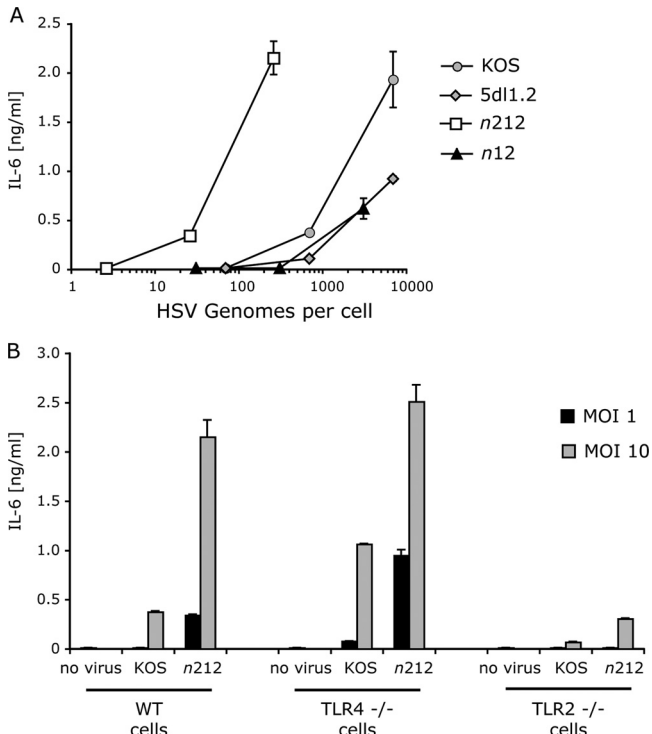 A
2.5
2.0
1.5
1.0
0.5
0
IL-6 [ng/ml]
1
10
100
1000
10000
HSV Genomes per cell
KOS
5dl1.2
n212
n12
B
3.0
2.5
2.0
1.5
1.0
0.5
0
IL-6 [ng/ml]
MOI 1
MOI 10
no virus KOS n212 no virus KOS n212 no virus KOS n212
WT cells
TLR4 -/- cells
TLR2 -/- cells